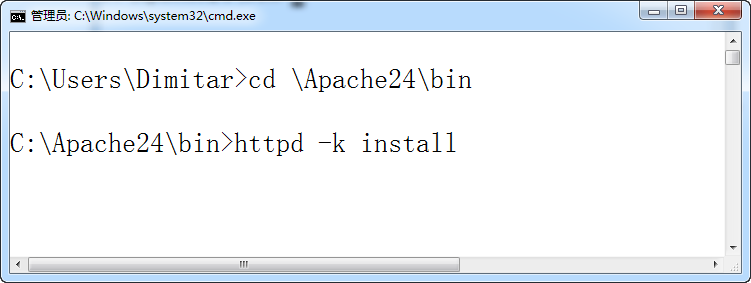 管理员: C:\Windows\system32\cmd.exe
C:\Users\Dimitar>cd \Apache24\bin
C:\Apache24\bin>httpd -k install